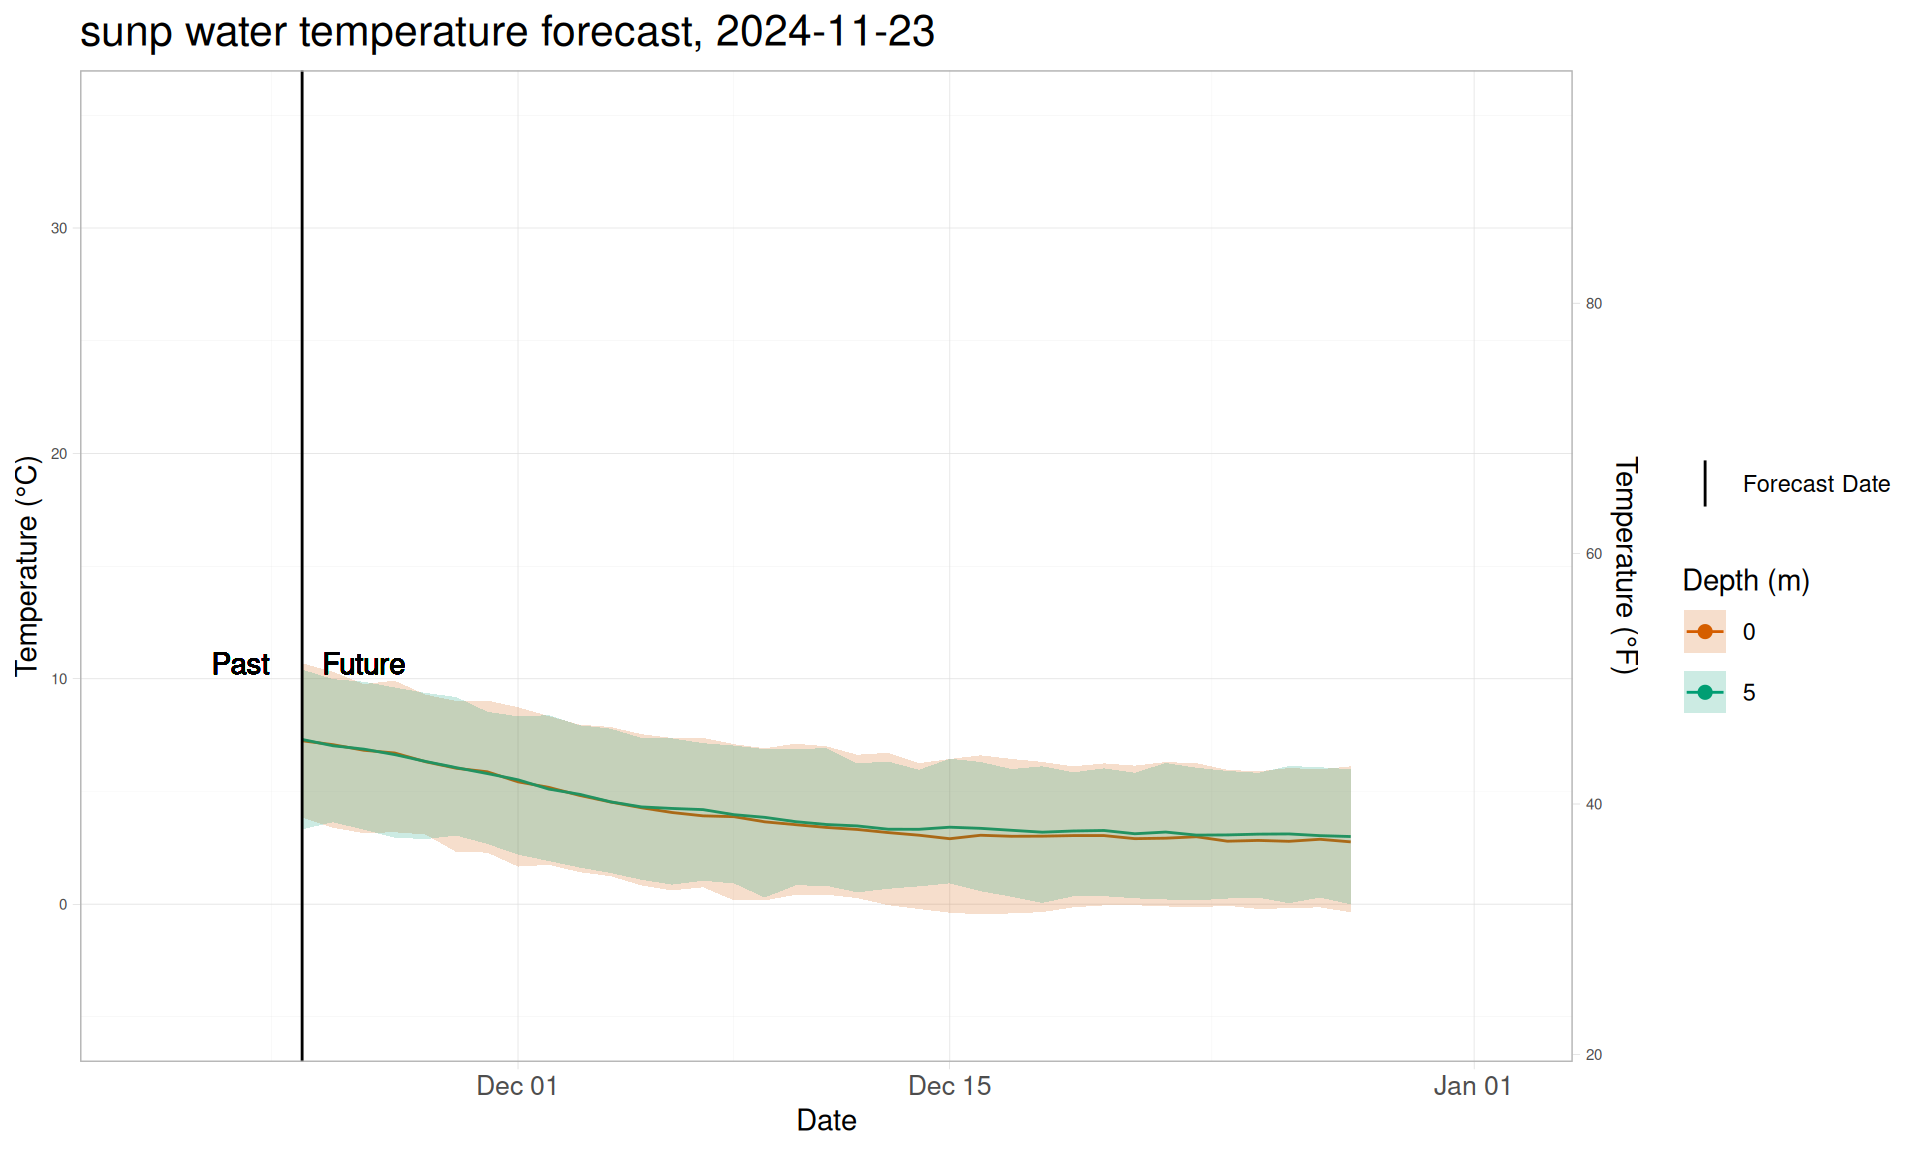 sunp water temperature forecast, 2024-11-23
Temperature (°C)
30
20
10
0
Past
Future
80
60
40
20
Temperature (°F)
Dec 01
Dec 15
Jan 01
Date
Forecast Date
Depth (m)
0
5